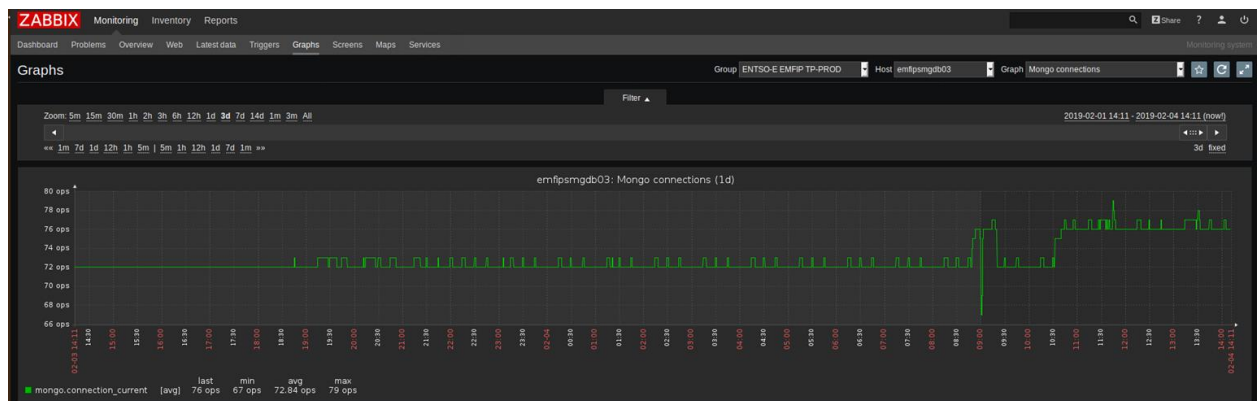 ZABBIX Monitoring Inventory Reports Z Share ?
Dashboard Problems Overview Web Latest data Triggers Graphs Screens Maps Services Monitoring system
Graphs Group ENTSO-E EMFIP TP-PROD Host emfipsmgdb03 Graph Mongo connections
Filter ▲
Zoom: 5m 15m 30m 1h 2h 3h 6h 12h 1d 3d 7d 14d 1m 3m All 2019-02-01 14:11 - 2019-02-04 14:11 (now!)
«« 1m 7d 1d 12h 1h 5m | 5m 1h 12h 1d 7d 1m »» 3d fixed
emfipsmgdb03: Mongo connections (1d)
80 ops
78 ops
76 ops
74 ops
72 ops
70 ops
68 ops
66 ops
02-03 14:11 14:30 15:00 15:30 16:00 16:30 17:00 17:30 18:00 18:30 19:00 19:30 20:00 20:30 21:00 21:30 22:00 22:30 23:00 23:30 02-04 00:30 01:00 01:30 02:00 02:30 03:00 03:30 04:00 04:30 05:00 05:30 06:00 06:30 07:00 07:30 08:00 08:30 09:00 09:30 10:00 10:30 11:00 11:30 12:00 12:30 13:00 13:30 14:00 02-04 14:11
last min avg max
mongo.connection_current [avg] 76 ops 67 ops 72.84 ops 79 ops